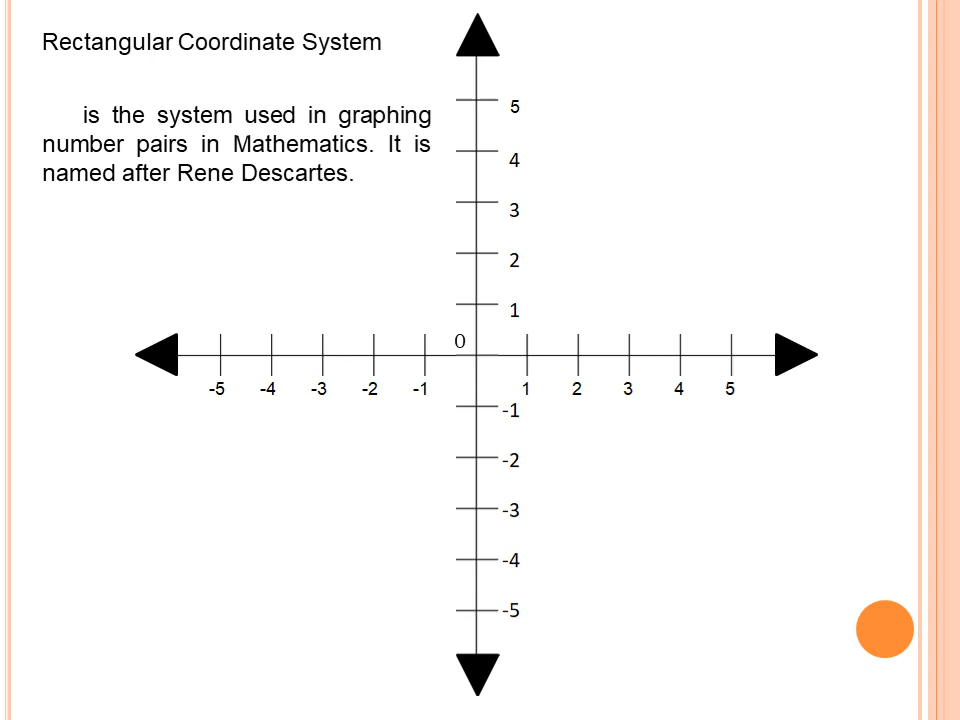 Rectangular Coordinate System
is the system used in graphing
number pairs in Mathematics. It is
named after Rene Descartes.
5
4
3
2
1
0
-5 -4 -3 -2 -1 1 2 3 4 5
-1
-2
-3
-4
-5